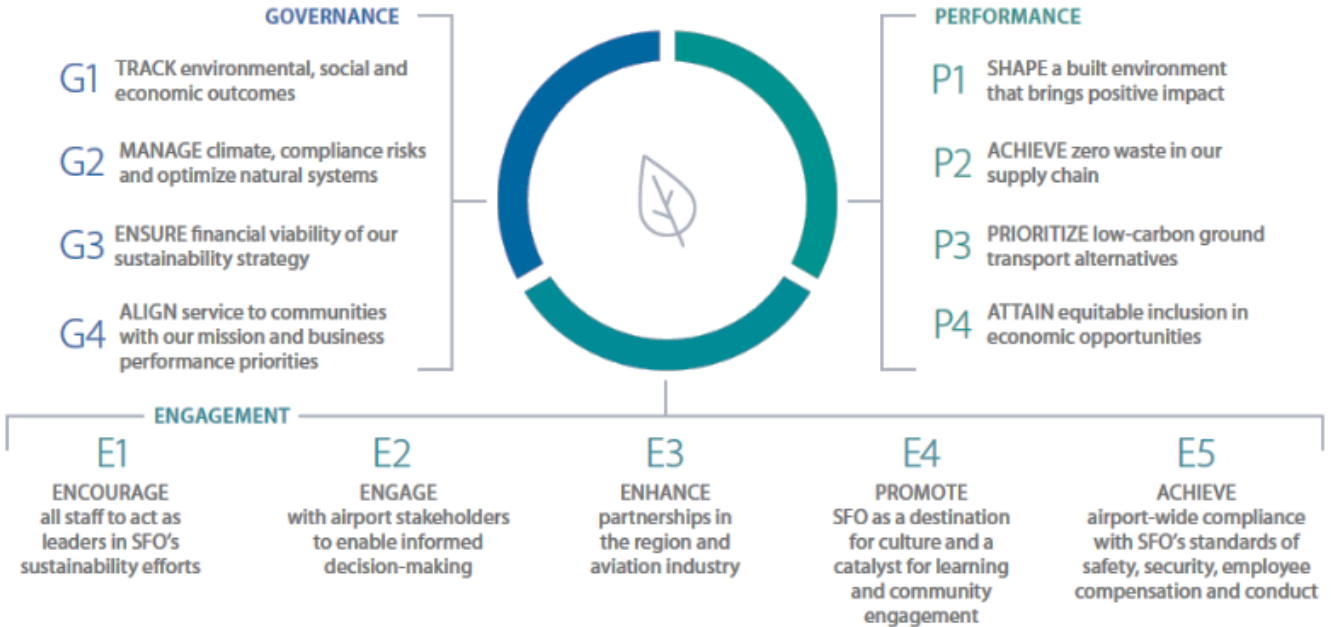 GOVERNANCE
G1
TRACK environmental, social and
economic outcomes
G2
MANAGE climate, compliance risks
and optimize natural systems
G3
ENSURE financial viability of our
sustainability strategy
G4
ALIGN service to communities
with our mission and business
performance priorities
PERFORMANCE
P1
SHAPE a built environment
that brings positive impact
P2
ACHIEVE zero waste in our
supply chain
P3
PRIORITIZE low-carbon ground
transport alternatives
P4
ATTAIN equitable inclusion in
economic opportunities
ENGAGEMENT
E1
ENCOURAGE
all staff to act as
leaders in SFO's
sustainability efforts
E2
ENGAGE
with airport stakeholders
to enable informed
decision-making
E3
ENHANCE
partnerships in
the region and
aviation industry
E4
PROMOTE
SFO as a destination
for culture and a
catalyst for learning
and community
engagement
E5
ACHIEVE
airport-wide compliance
with SFO's standards of
safety, security, employee
compensation and conduct